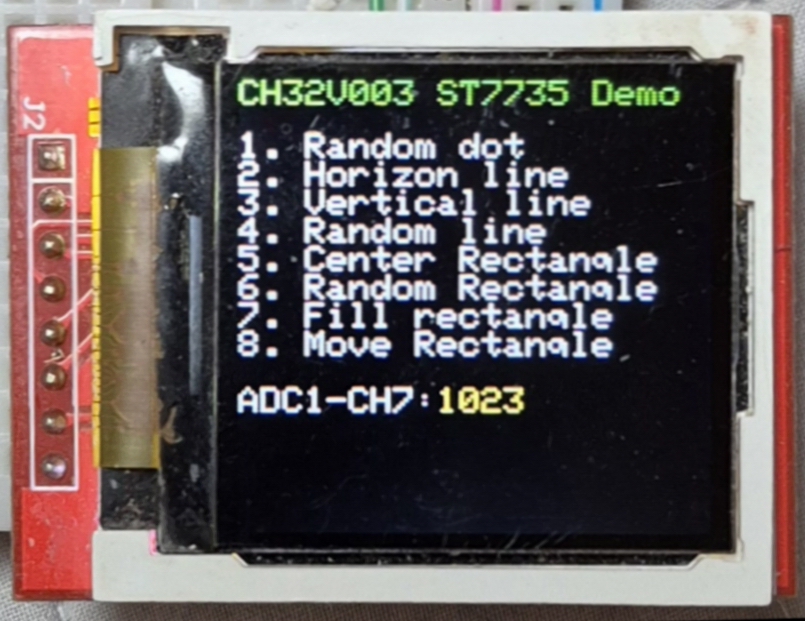 J2
CH32V003 ST7735 Demo
1. Random dot
2. Horizon line
3. Vertical line
4. Random line
5. Center Rectangle
6. Random Rectangle
7. Fill rectangle
8. Move Rectangle
ADC1-CH7:1023